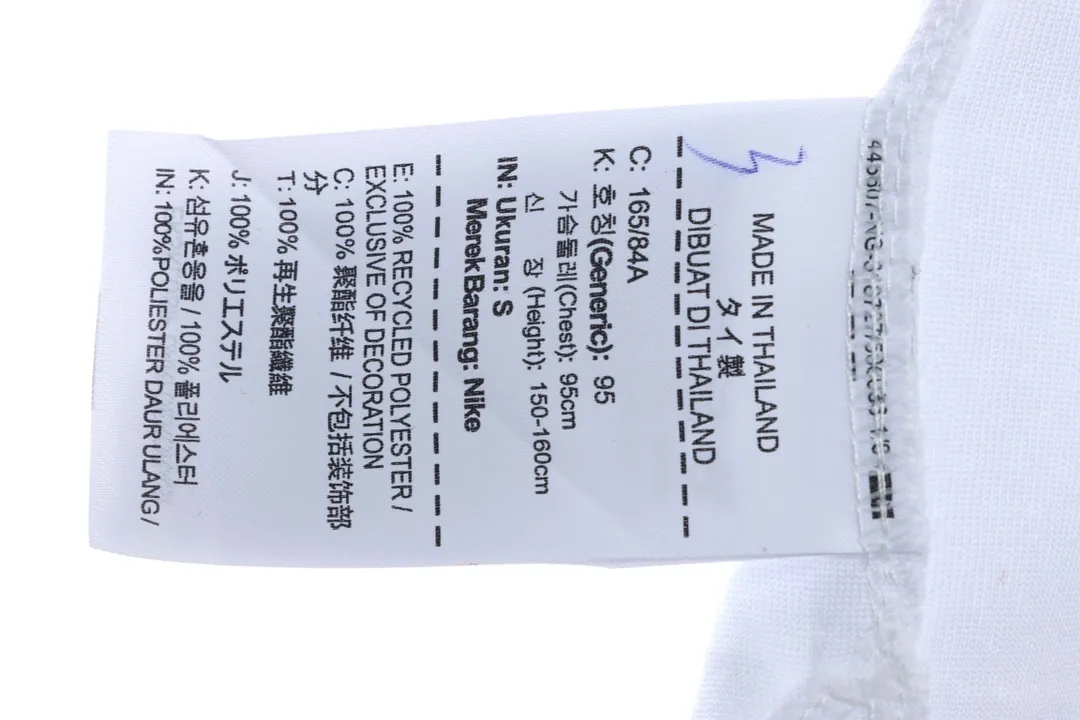 MADE IN THAILAND
タイ製
DIBUAT DI THAILAND
C: 165/84A
K: 호칭(Generic): 95
가슴둘레(Chest): 95cm
신 장 (Height): 150-160cm
IN: Ukuran: S
Merek Barang: Nike
E: 100% RECYCLED POLYESTER /
EXCLUSIVE OF DECORATION
C: 100% 聚酯纤维 / 不包括装饰部
分
T: 100% 再生聚酯纖維
J: 100% ポリエステル
K: 섬유혼용율 / 100% 폴리에스터
IN: 100%POLIESTER DAUR ULANG /